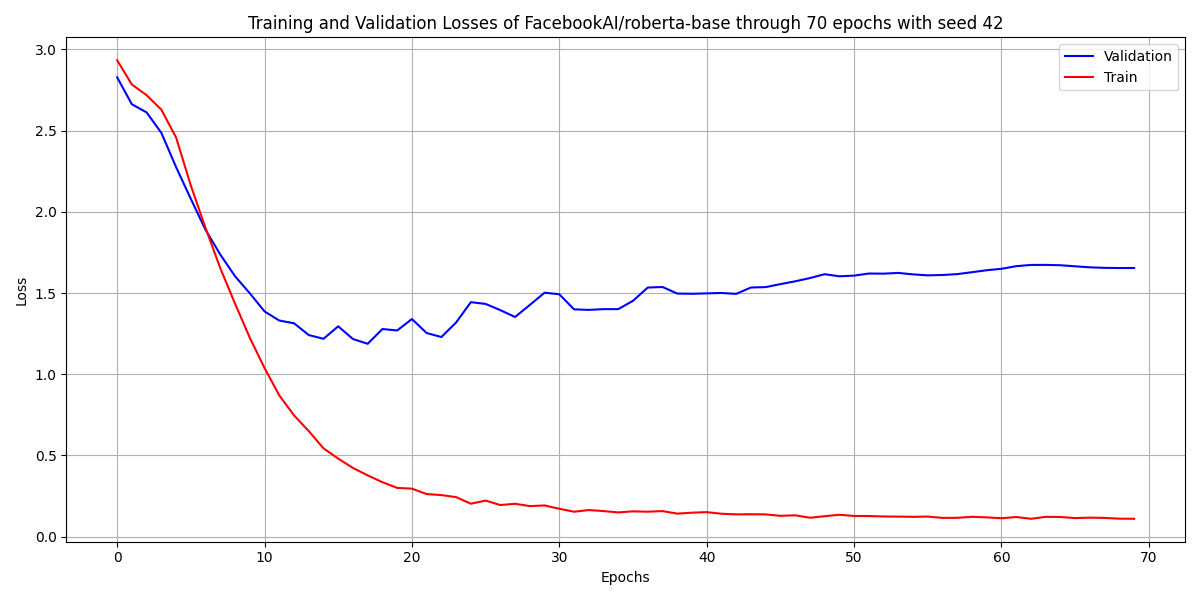 Training and Validation Losses of FacebookAI/roberta-base through 70 epochs with seed 42
Validation
Train
Loss
3.0
2.5
2.0
1.5
1.0
0.5
0.0
0 10 20 30 40 50 60 70
Epochs